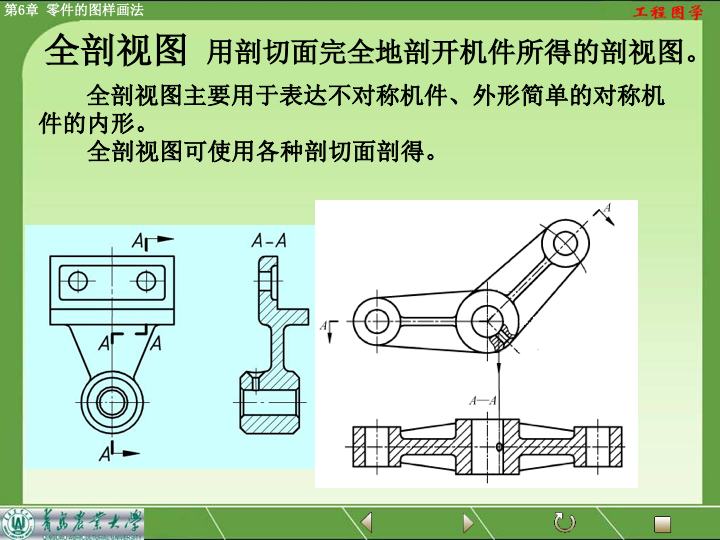 第6章 零件的图样画法
工程图学
全剖视图 用剖切面完全地剖开机件所得的剖视图。
全剖视图主要用于表达不对称机件、外形简单的对称机
件的内形。
全剖视图可使用各种剖切面剖得。
A
A-A
A
A
A
A
A
A—A
青岛农业大学